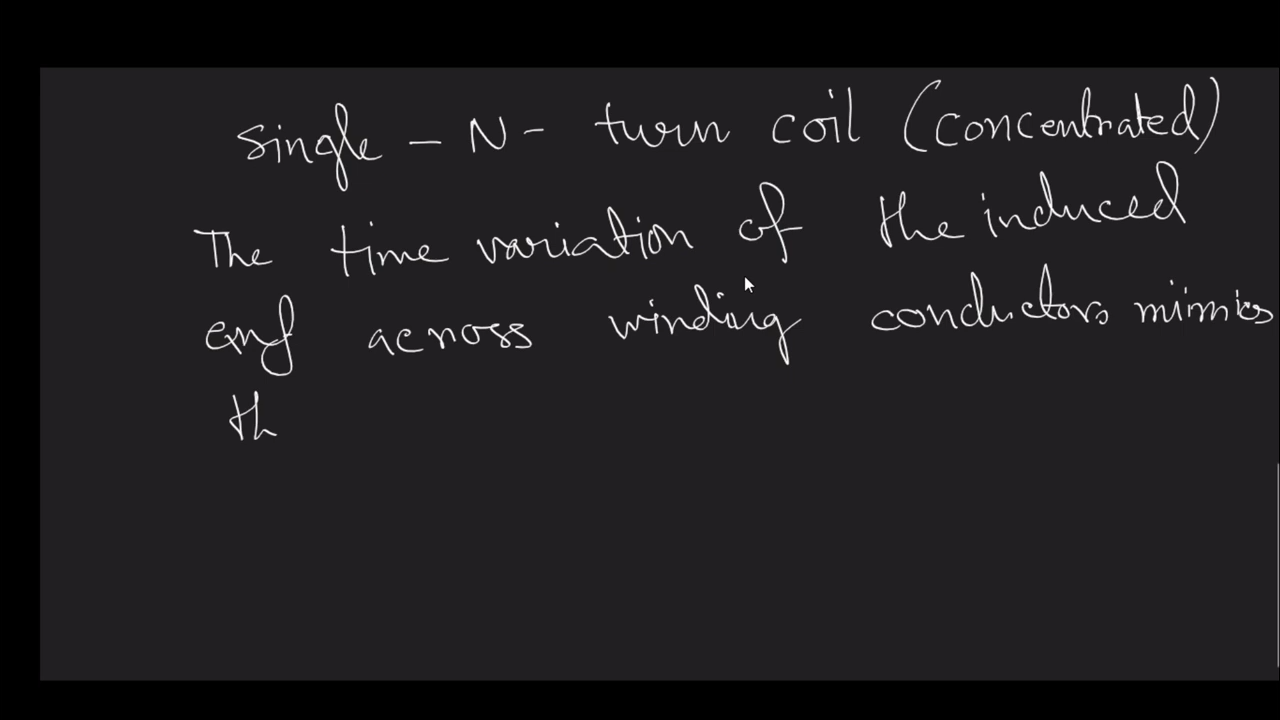 single - N - turn coil (concentrated)
The time variation of the induced
emf across winding conductors mimics
th